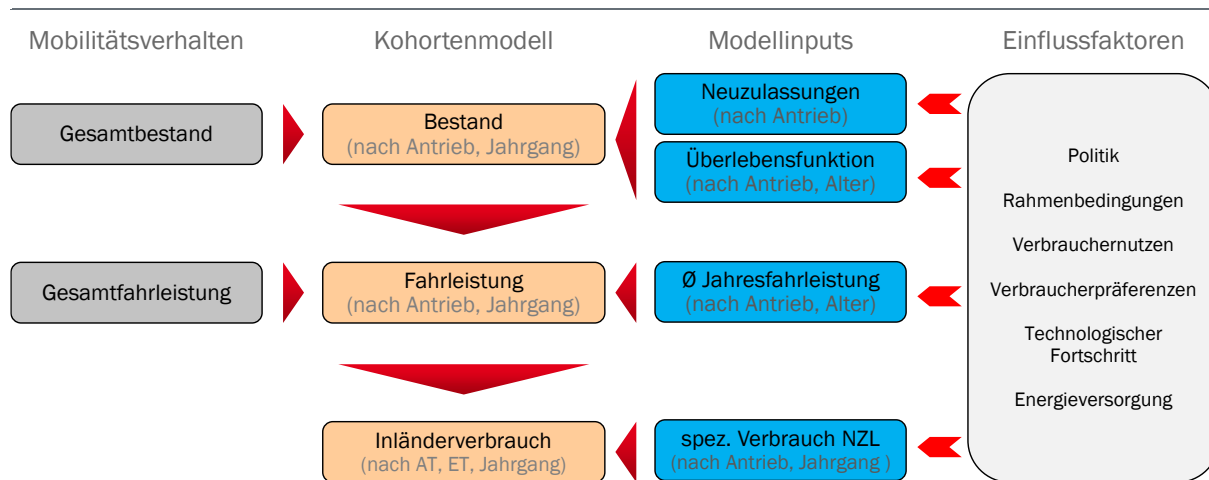 Mobilitätsverhalten
Kohortenmodell
Modellinputs
Einflussfaktoren
Gesamtbestand
Bestand
(nach Antrieb, Jahrgang)
Neuzulassungen
(nach Antrieb)
Überlebensfunktion
(nach Antrieb, Alter)
Gesamtfahrleistung
Fahrleistung
(nach Antrieb, Jahrgang)
Ø Jahresfahrleistung
(nach Antrieb, Alter)
Inländerverbrauch
(nach AT, ET, Jahrgang)
spez. Verbrauch NZL
(nach Antrieb, Jahrgang )
Politik
Rahmenbedingungen
Verbrauchernutzen
Verbraucherpräferenzen
Technologischer
Fortschritt
Energieversorgung